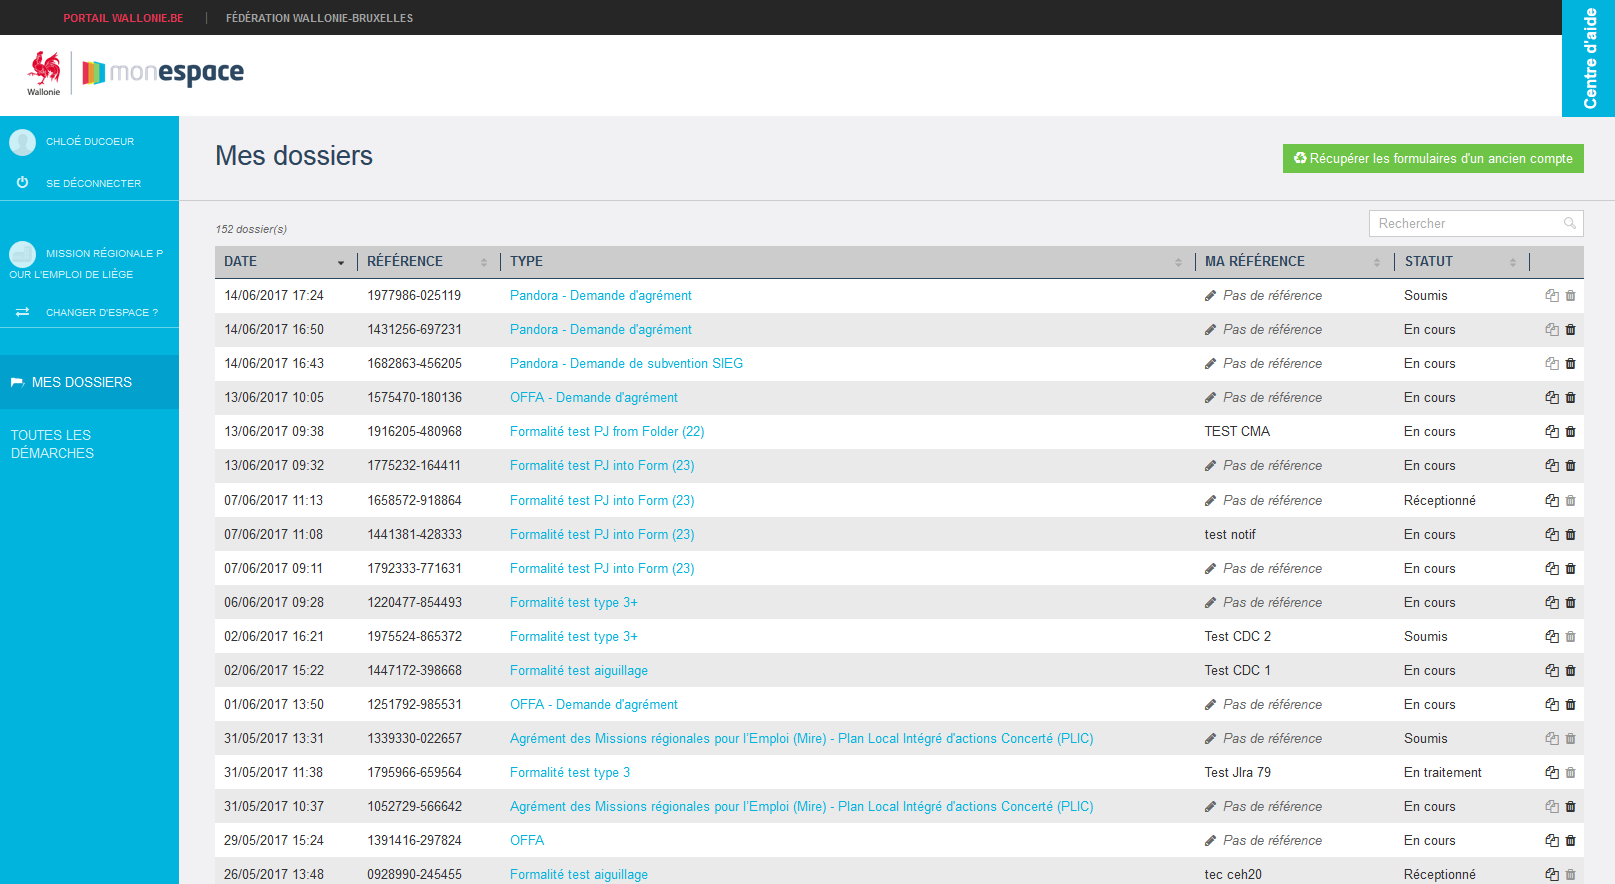 PORTAIL WALLONIE.BE | FÉDÉRATION WALLONIE-BRUXELLES
Centre d'aide
Wallonie
monespace
CHLOÉ DUCOEUR
SE DÉCONNECTER
MISSION RÉGIONALE P
OUR L'EMPLOI DE LIÈGE
CHANGER D'ESPACE ?
MES DOSSIERS
TOUTES LES
DÉMARCHES
Mes dossiers
Récupérer les formulaires d'un ancien compte
152 dossier(s)
Rechercher
DATE RÉFÉRENCE TYPE MA RÉFÉRENCE STATUT
14/06/2017 17:24 1977986-025119 Pandora - Demande d'agrément Pas de référence Soumis
14/06/2017 16:50 1431256-697231 Pandora - Demande d'agrément Pas de référence En cours
14/06/2017 16:43 1682863-456205 Pandora - Demande de subvention SIEG Pas de référence En cours
13/06/2017 10:05 1575470-180136 OFFA - Demande d'agrément Pas de référence En cours
13/06/2017 09:38 1916205-480968 Formalité test PJ from Folder (22) TEST CMA En cours
13/06/2017 09:32 1775232-164411 Formalité test PJ into Form (23) Pas de référence En cours
07/06/2017 11:13 1658572-918864 Formalité test PJ into Form (23) Pas de référence Réceptionné
07/06/2017 11:08 1441381-428333 Formalité test PJ into Form (23) test notif En cours
07/06/2017 09:11 1792333-771631 Formalité test PJ into Form (23) Pas de référence En cours
06/06/2017 09:28 1220477-854493 Formalité test type 3+ Pas de référence En cours
02/06/2017 16:21 1975524-865372 Formalité test type 3+ Test CDC 2 Soumis
02/06/2017 15:22 1447172-398668 Formalité test aiguillage Test CDC 1 En cours
01/06/2017 13:50 1251792-985531 OFFA - Demande d'agrément Pas de référence En cours
31/05/2017 13:31 1339330-022657 Agrément des Missions régionales pour l'Emploi (Mire) - Plan Local Intégré d'actions Concerté (PLIC) Pas de référence Soumis
31/05/2017 11:38 1795966-659564 Formalité test type 3 Test Jlra 79 En traitement
31/05/2017 10:37 1052729-566642 Agrément des Missions régionales pour l'Emploi (Mire) - Plan Local Intégré d'actions Concerté (PLIC) Pas de référence En cours
29/05/2017 15:24 1391416-297824 OFFA Pas de référence En cours
26/05/2017 13:48 0928990-245455 Formalité test aiguillage tec ceh20 Réceptionné